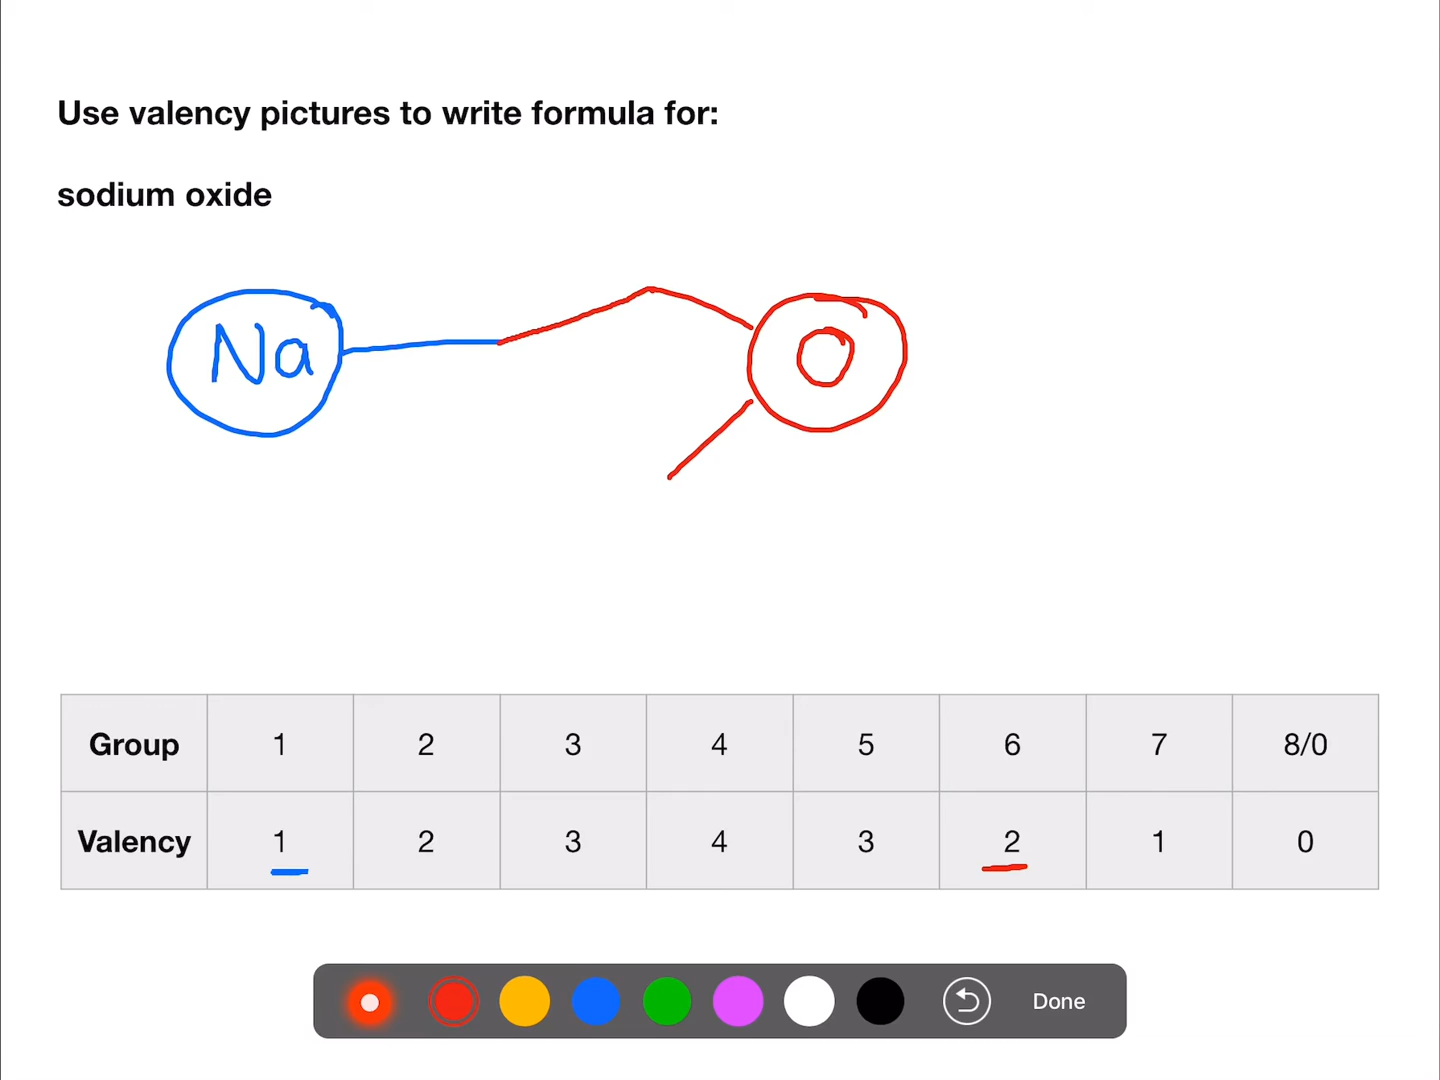 Use valency pictures to write formula for:
sodium oxide
Na O
Group 1 2 3 4 5 6 7 8/0
Valency 1 2 3 4 3 2 1 0
Done